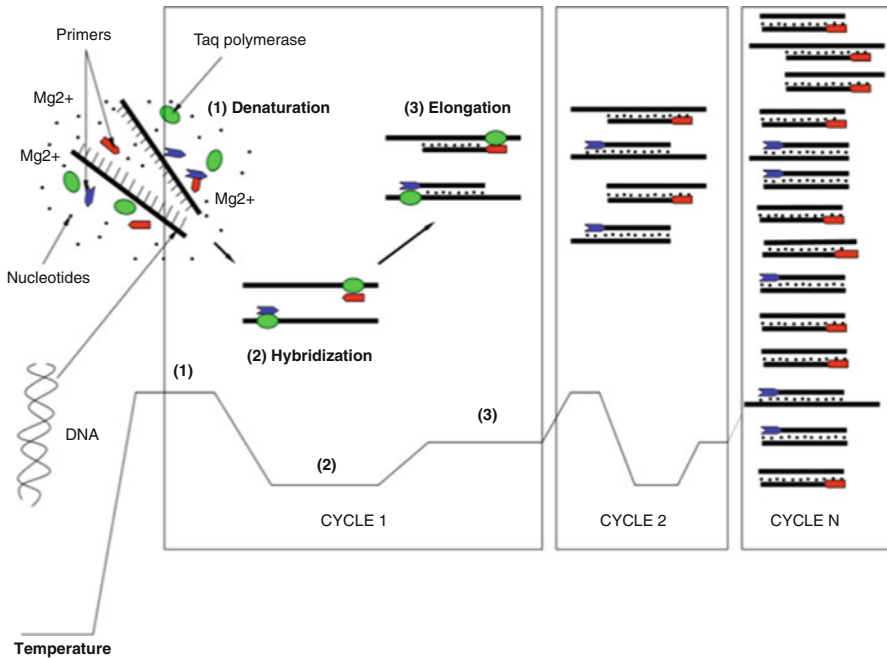 Primers
Taq polymerase
Mg2+
(1) Denaturation
(3) Elongation
Mg2+
Mg2+
Nucleotides
(2) Hybridization
(1)
(3)
DNA
(2)
CYCLE 1
CYCLE 2
CYCLE N
Temperature